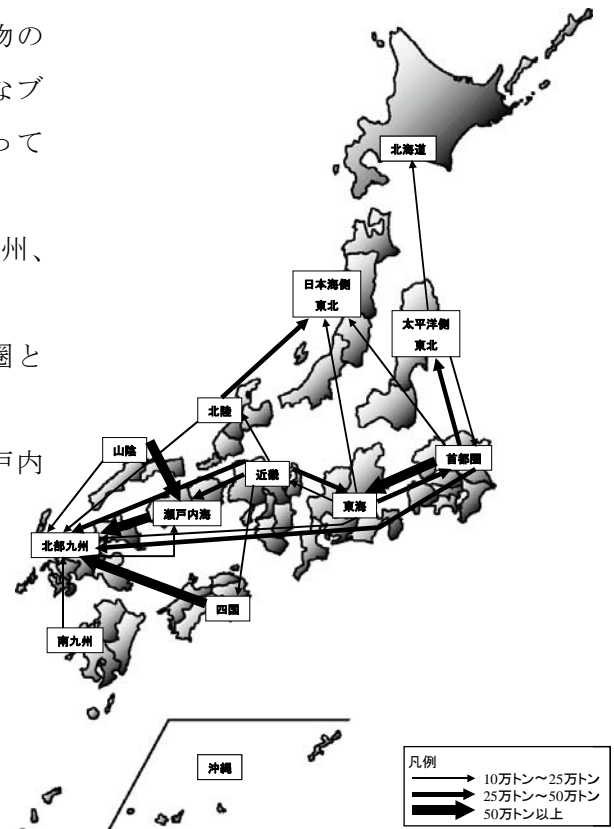 物の
なブ
って
州、
圏と
戸内
北海道
日本海側
東北
太平洋側
東北
北陸
山陰
近畿
首都圏
東海
瀬戸内海
北部九州
四国
南九州
沖縄
凡例
10万トン～25万トン
25万トン～50万トン
50万トン以上